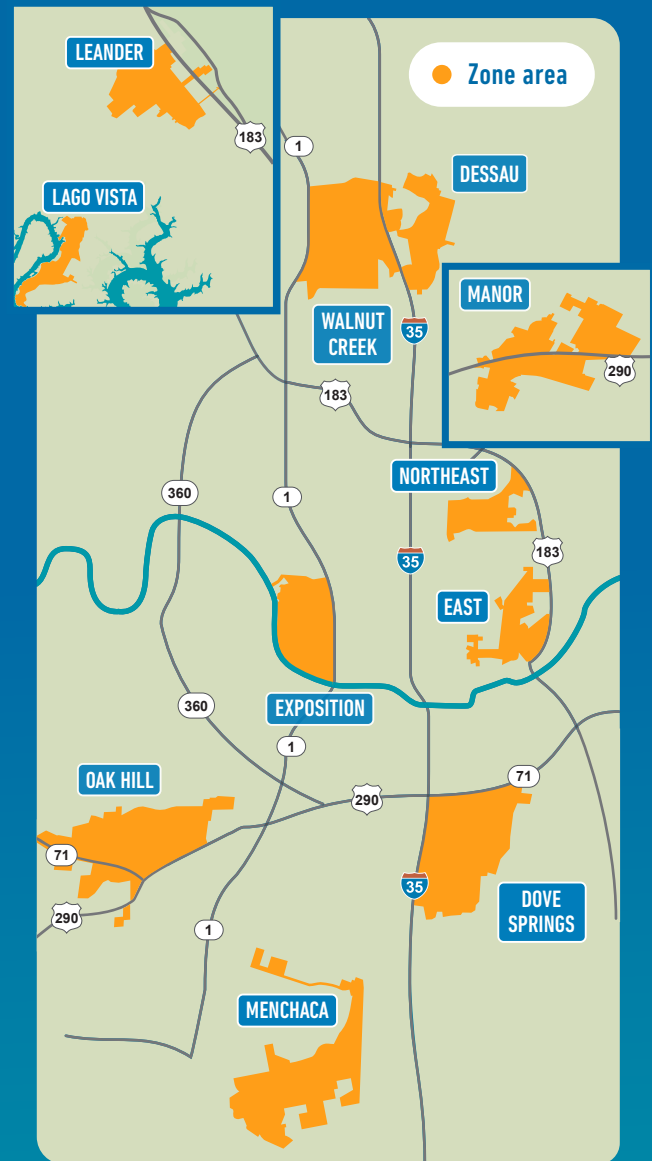 LEANDER
Zone area
183
1
DESSAU
LAGO VISTA
MANOR
WALNUT
CREEK
35
290
183
NORTHEAST
360
1
35
183
EAST
360
EXPOSITION
1
71
OAK HILL
290
71
35
DOVE
SPRINGS
290
1
MENCHACA